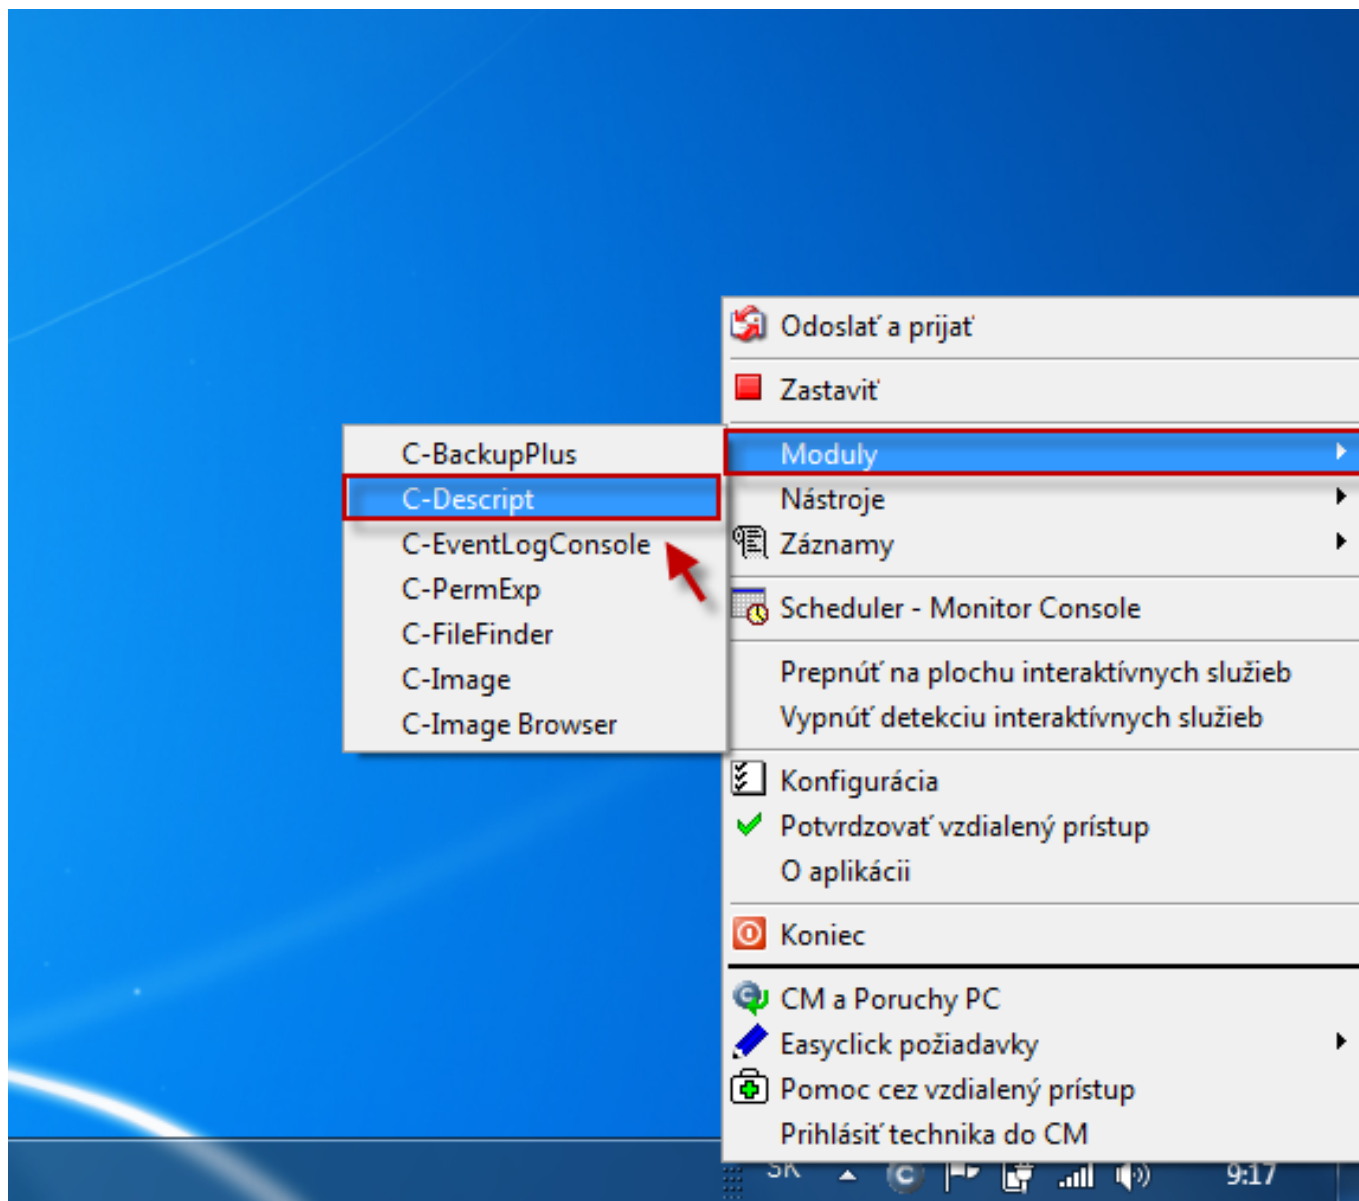 Odoslať a prijať
Zastaviť
Moduly
Nástroje
Záznamy
Scheduler - Monitor Console
Prepnúť na plochu interaktívnych služieb
Vypnúť detekciu interaktívnych služieb
Konfigurácia
Potvrdzovať vzdialený prístup
O aplikácii
Koniec
CM a Poruchy PC
Easyclick požiadavky
Pomoc cez vzdialený prístup
Prihlásiť technika do CM
C-BackupPlus
C-Descript
C-EventLogConsole
C-PermExp
C-FileFinder
C-Image
C-Image Browser
SK
9:17